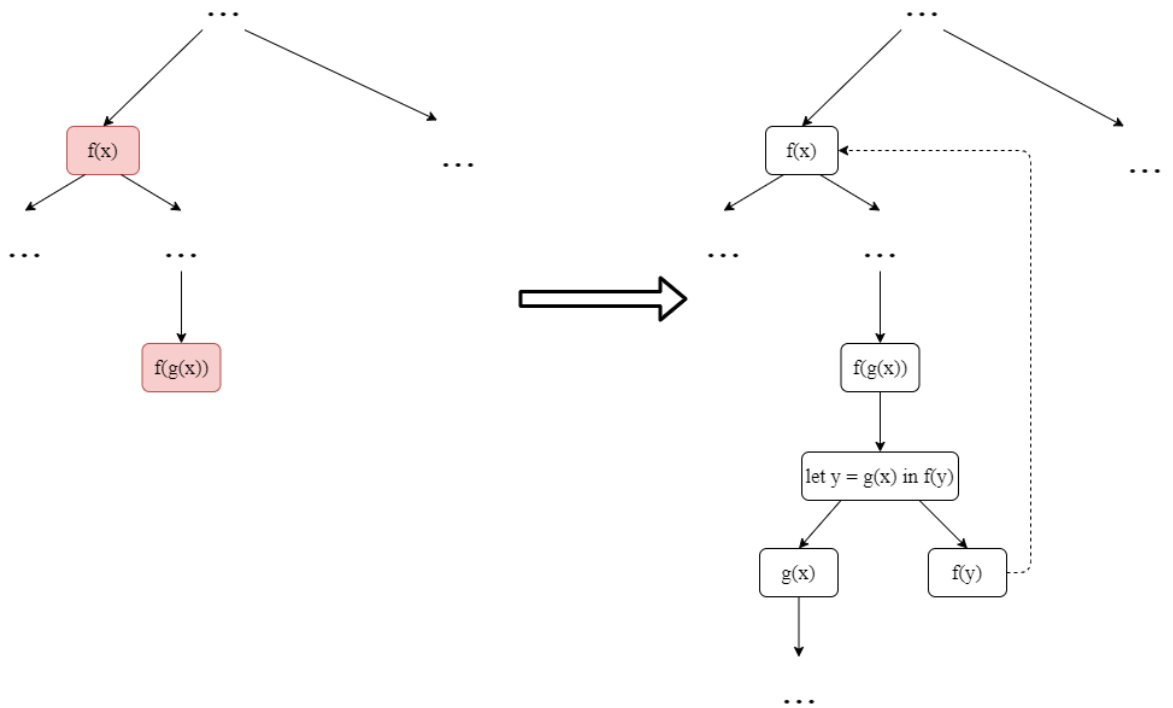 ... ...
f(x) f(x)
... ...
... ... ... ...
f(g(x)) f(g(x))
let y = g(x) in f(y)
g(x) f(y)
...